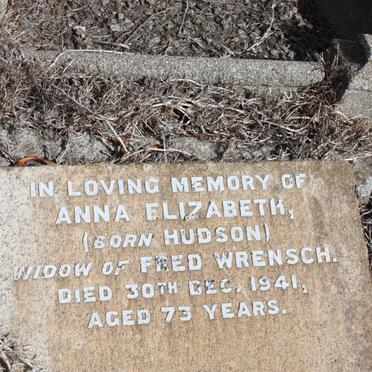 IN LOVING MEMORY OF
ANNA ELIZABETH,
(BORN HUDSON)
WIDOW OF FRED WRENSCH.
DIED 30TH DEC. 1941,
AGED 73 YEARS.